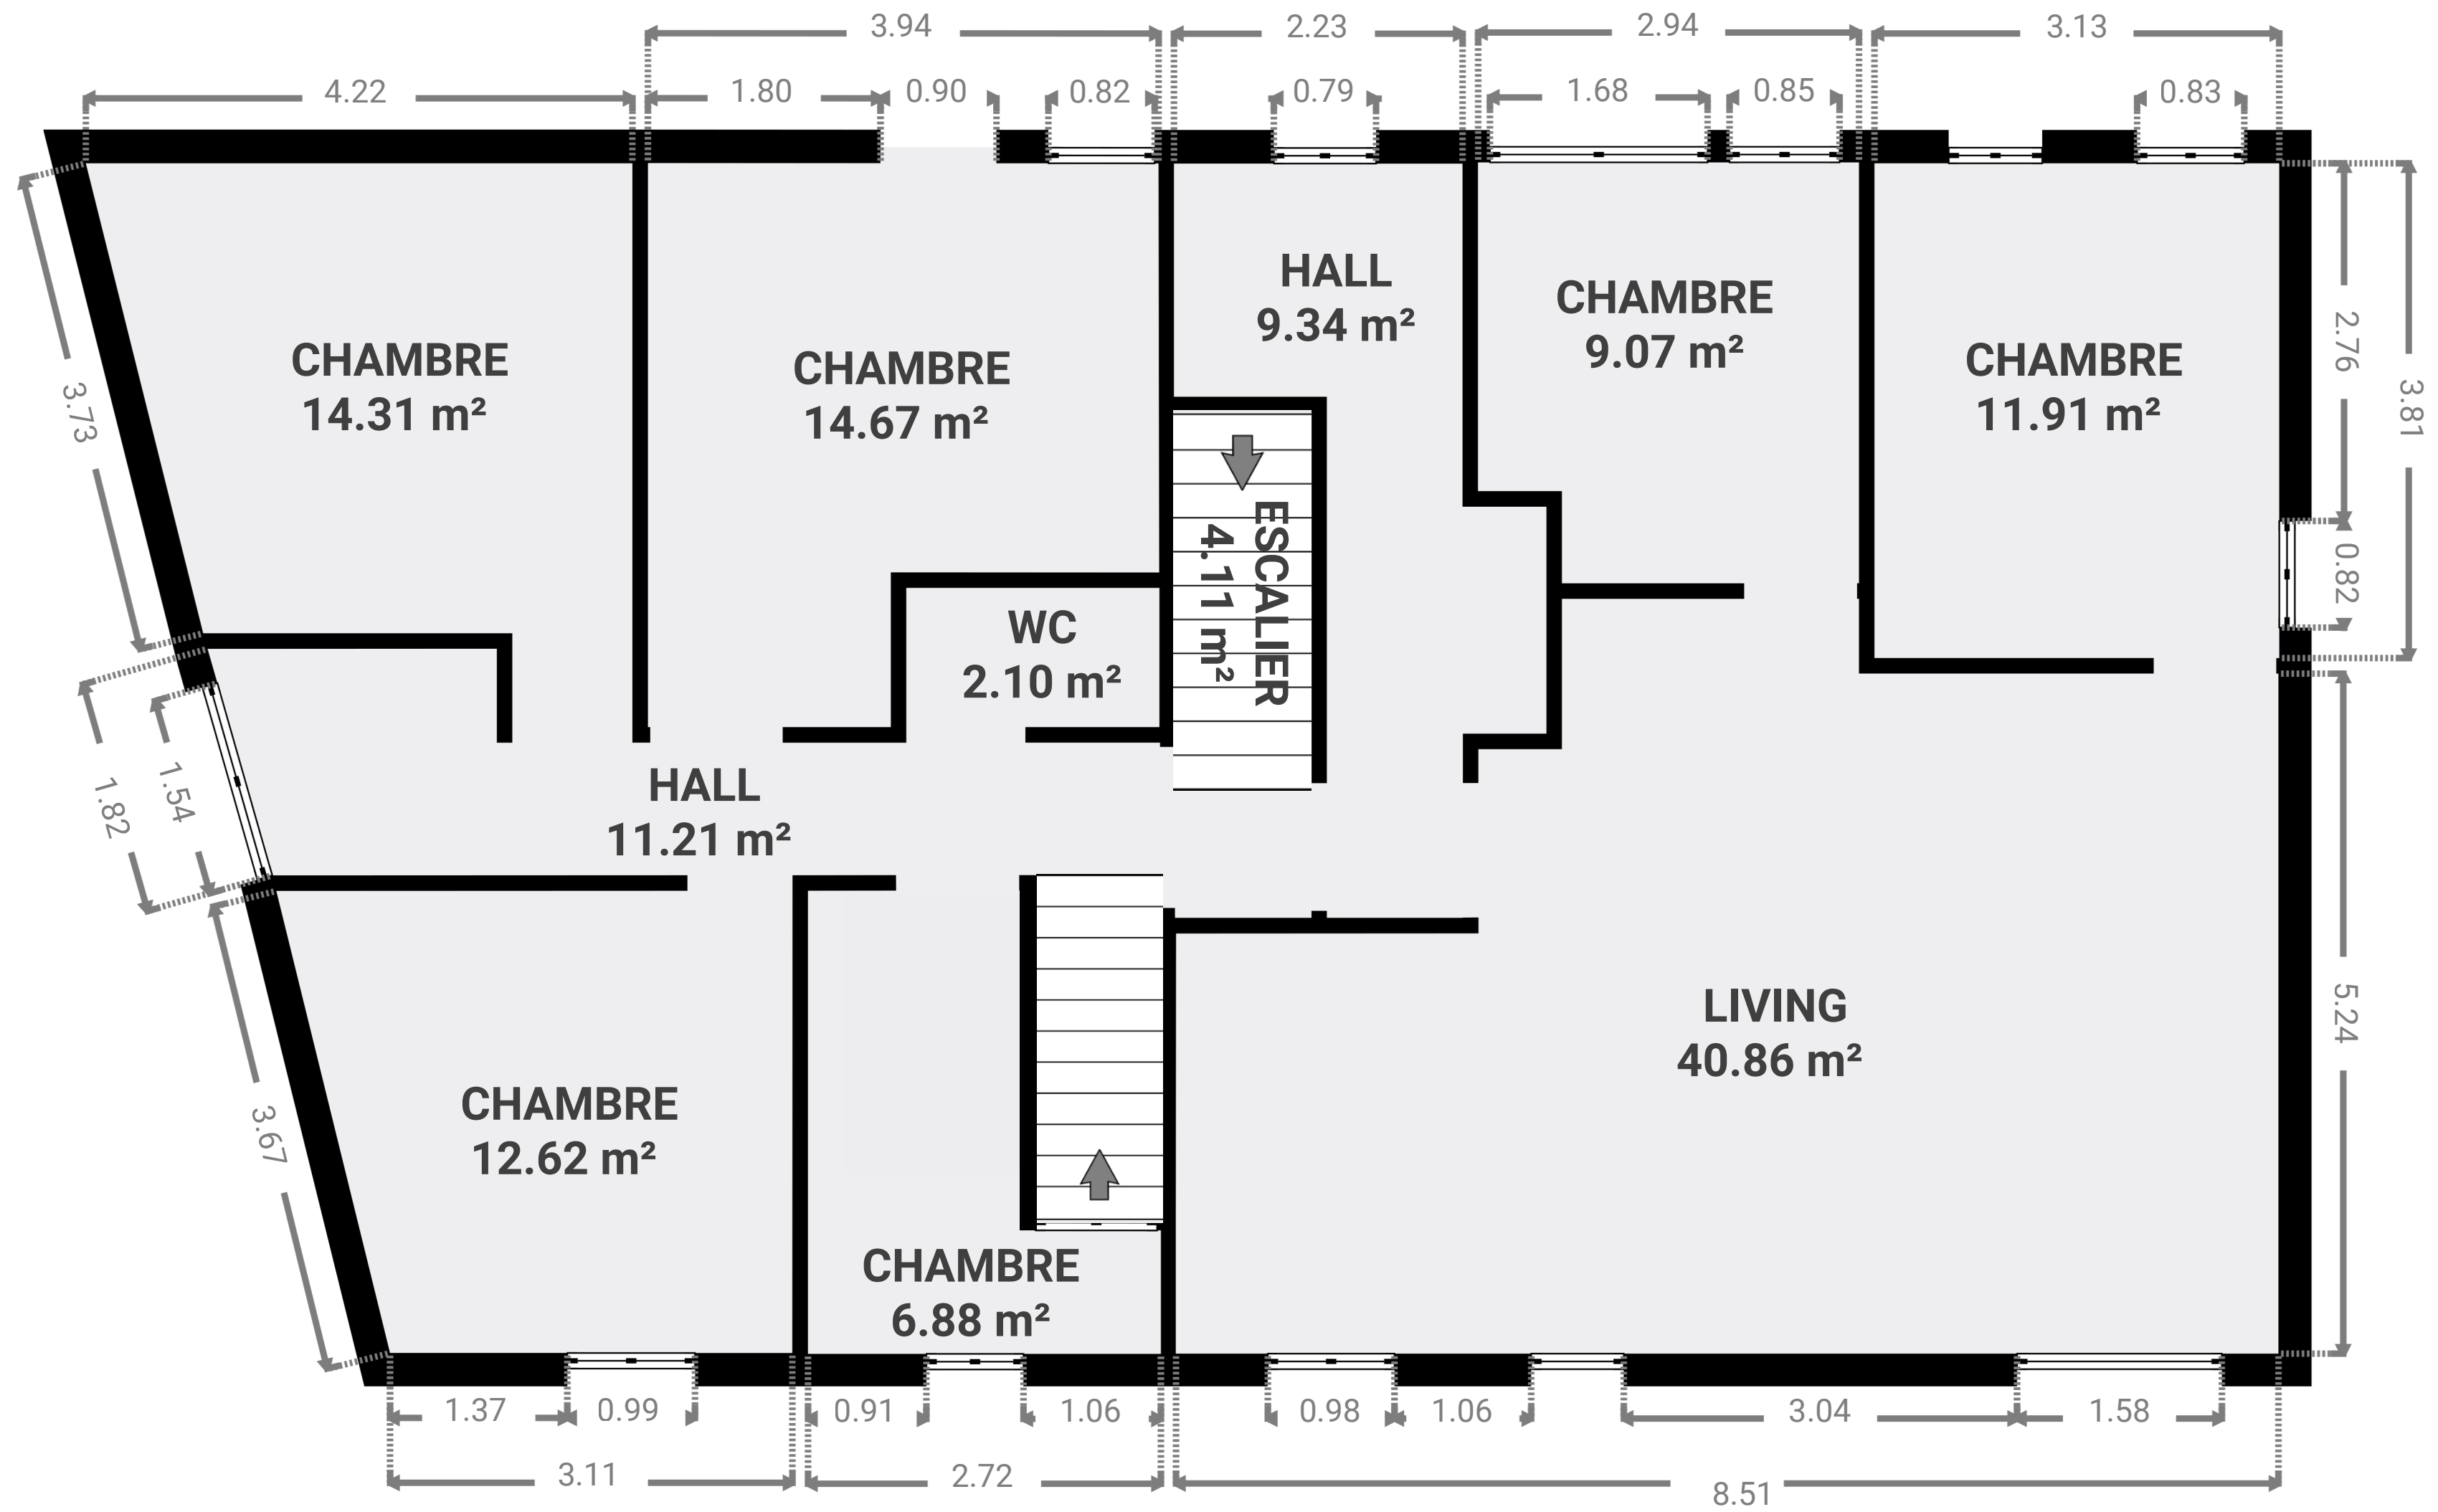 3.94
2.23
2.94
3.13
4.22
1.80
0.90
0.82
0.79
1.68
0.85
0.83
HALL
9.34 m²
CHAMBRE
9.07 m²
CHAMBRE
14.31 m²
CHAMBRE
14.67 m²
CHAMBRE
11.91 m²
2.76
3.81
3.73
ESCALIER
4.11 m²
0.82
WC
2.10 m²
HALL
11.21 m²
1.54
1.82
LIVING
40.86 m²
5.24
CHAMBRE
12.62 m²
3.67
CHAMBRE
6.88 m²
1.37
0.99
0.91
1.06
0.98
1.06
3.04
1.58
3.11
2.72
8.51